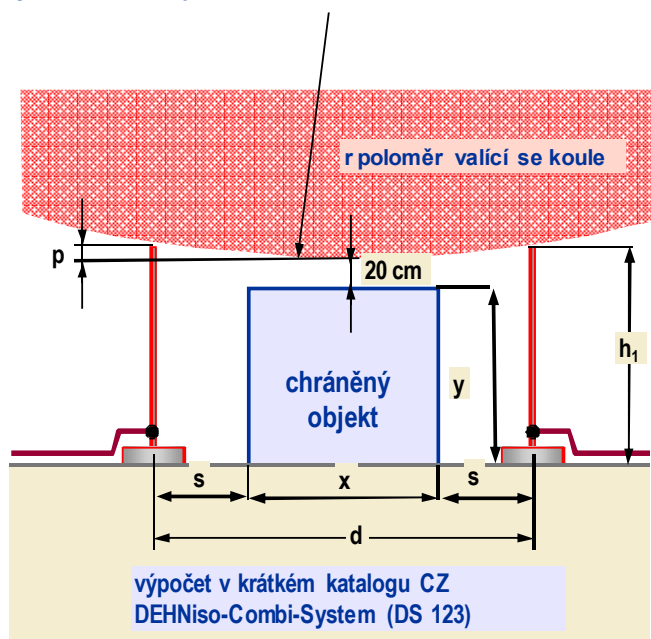 r poloměr valící se koule
p
20 cm
chráněný
objekt
y
h₁
s
x
s
d
výpočet v krátkém katalogu CZ
DEHNiso-Combi-System (DS 123)